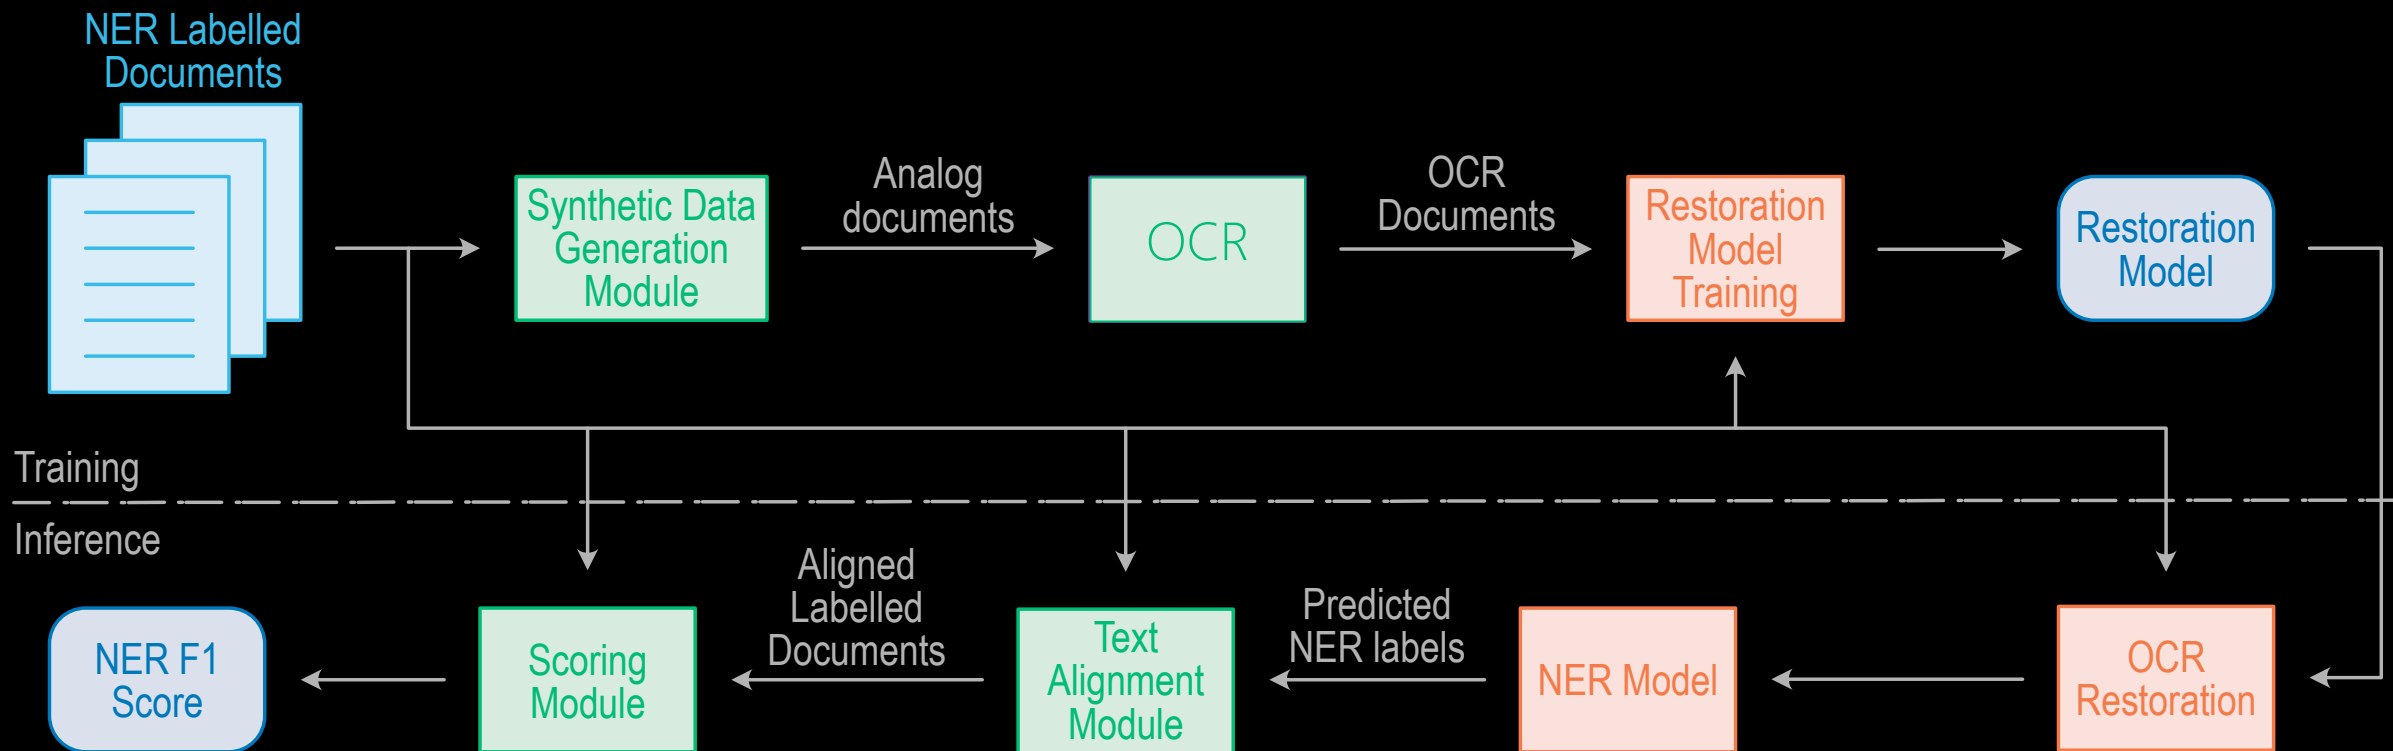 NER Labelled
Documents
Synthetic Data
Generation
Module
Analog
documents
OCR
OCR
Documents
Restoration
Model
Training
Restoration
Model
Training
Inference
NER F1
Score
Scoring
Module
Aligned
Labelled
Documents
Text
Alignment
Module
Predicted
NER labels
NER Model
OCR
Restoration